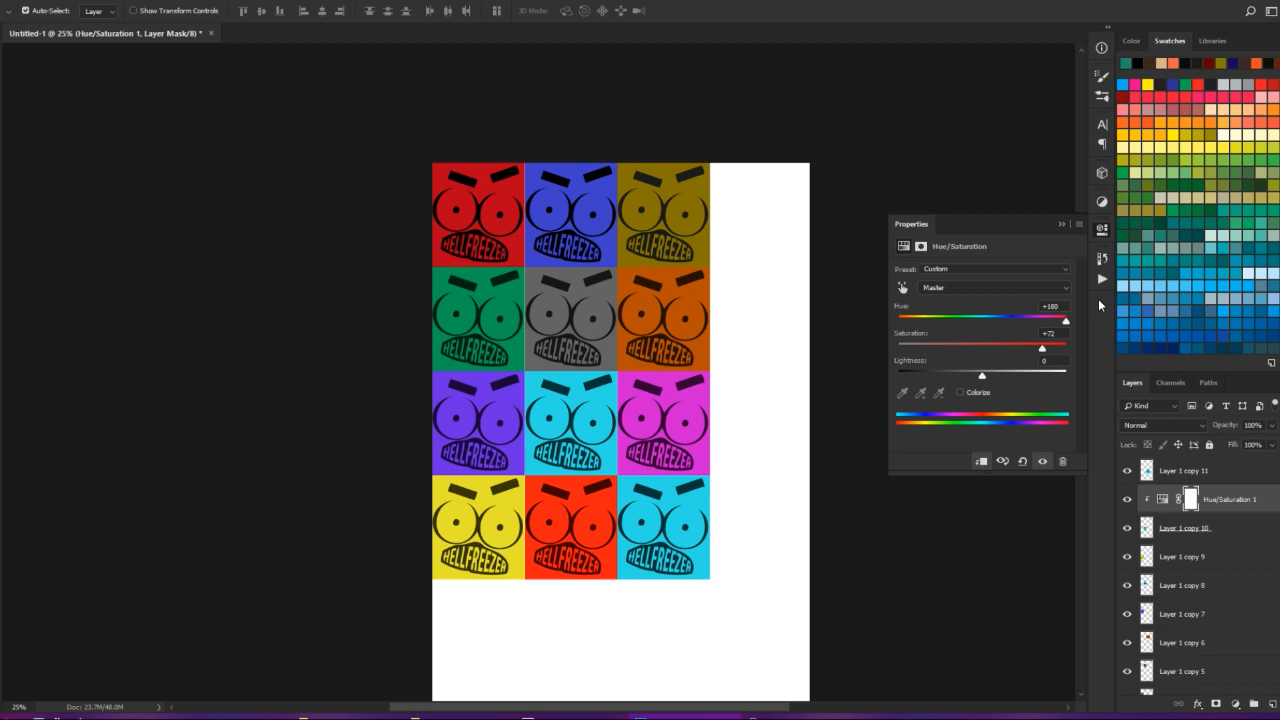 Auto-Select: Layer Show Transform Controls 3D Mode:
Untitled-1 @ 25% (Hue/Saturation 1, Layer Mask/8) * ×
Color Swatches Libraries
HELLFREEZER HELLFREEZER HELLFREEZER
HELLFREEZER HELLFREEZER HELLFREEZER
HELLFREEZER HELLFREEZER HELLFREEZER
HELLFREEZER HELLFREEZER HELLFREEZER
Properties
Hue/Saturation
Preset: Custom
Master
Hue: +180
Saturation: +72
Lightness: 0
Colorize
Layers Channels Paths
Kind
Normal Opacity: 100%
Lock: Fill: 100%
Layer 1 copy 11
Hue/Saturation 1
Layer 1 copy 10
Layer 1 copy 9
Layer 1 copy 8
Layer 1 copy 7
Layer 1 copy 6
Layer 1 copy 5
25% Doc: 23.7M/48.0M